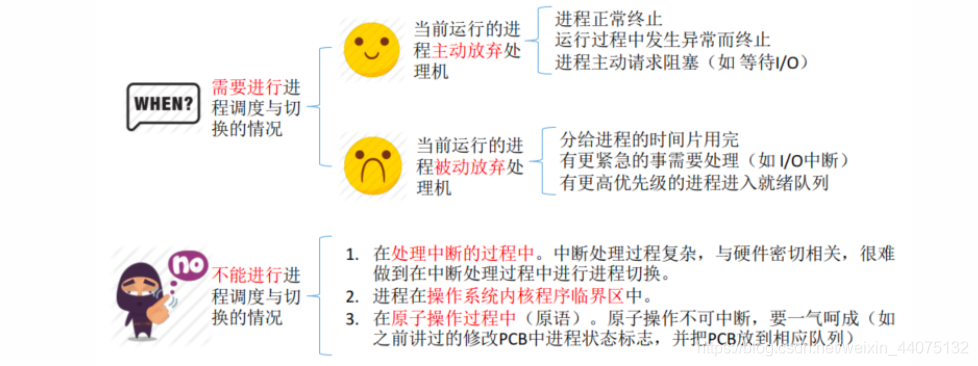 WHEN?
需要进行进
程调度与切
换的情况
当前运行的进
程主动放弃处
理机
进程正常终止
运行过程中发生异常而终止
进程主动请求阻塞（如 等待I/O）
当前运行的进
程被动放弃处
理机
分给进程的时间片用完
有更紧急的事需要处理（如 I/O中断）
有更高优先级的进程进入就绪队列
no
不能进行进
程调度与切
换的情况
1. 在处理中断的过程中。中断处理过程复杂，与硬件密切相关，很难
做到在中断处理过程中进行进程切换。
2. 进程在操作系统内核程序临界区中。
3. 在原子操作过程中（原语）。原子操作不可中断，要一气呵成（如
之前讲过的修改PCB中进程状态标志，并把PCB放到相应队列）
https://blog.csdn.net/weixin_44075132